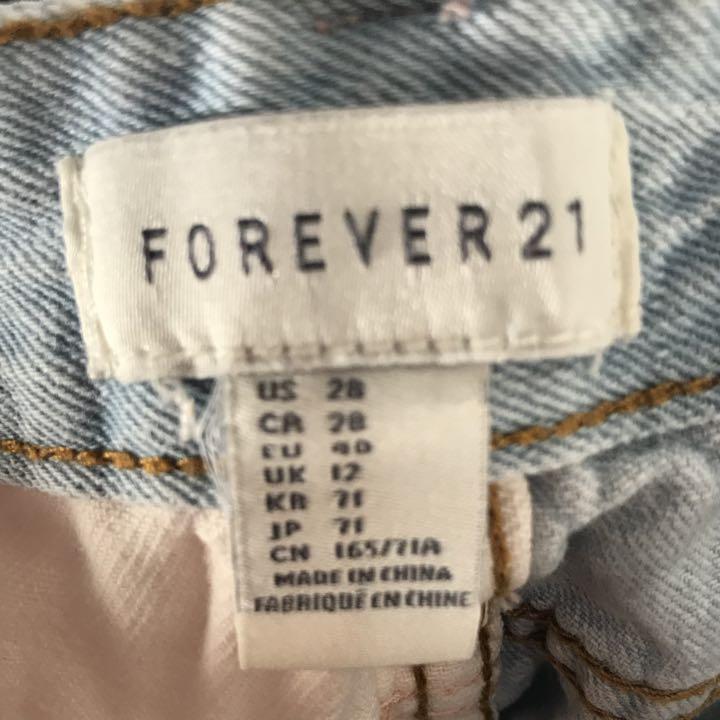 FOREVER 21
US 28
CA 28
EU 40
UK 12
KR 71
JP 71
CN 165/71A
MADE IN CHINA
FABRIQUÉ EN CHINE